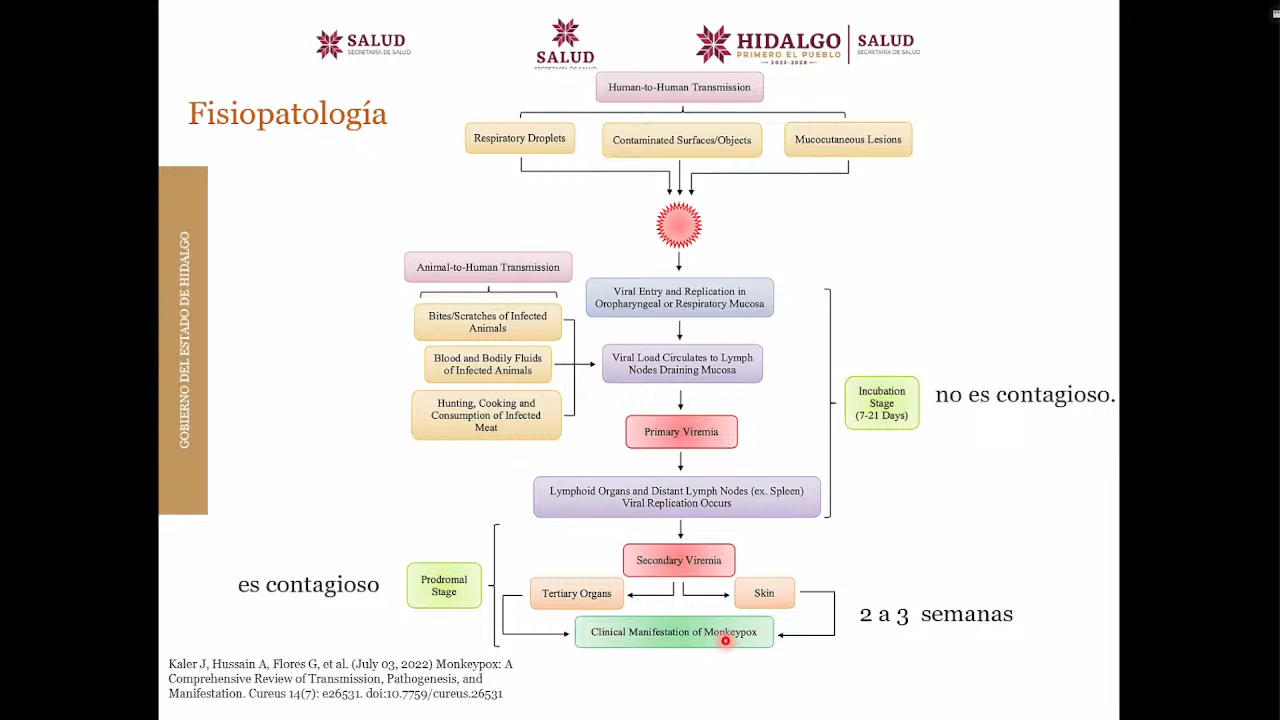 SALUD
SECRETARÍA DE SALUD
SALUD
HIDALGO
PRIMERO EL PUEBLO
2022-2028
SALUD
SECRETARÍA DE SALUD
Fisiopatología
GOBIERNO DEL ESTADO DE HIDALGO
Human-to-Human Transmission
Respiratory Droplets
Contaminated Surfaces/Objects
Mucocutaneous Lesions
Animal-to-Human Transmission
Bites/Scratches of Infected
Animals
Blood and Bodily Fluids
of Infected Animals
Hunting, Cooking and
Consumption of Infected
Meat
Viral Entry and Replication in
Oropharyngeal or Respiratory Mucosa
Viral Load Circulates to Lymph
Nodes Draining Mucosa
Primary Viremia
Lymphoid Organs and Distant Lymph Nodes (ex. Spleen)
Viral Replication Occurs
Incubation
Stage
(7-21 Days)
no es contagioso.
Secondary Viremia
Tertiary Organs
Skin
Clinical Manifestation of Monkeypox
Prodromal
Stage
es contagioso
2 a 3 semanas
Kaler J, Hussain A, Flores G, et al. (July 03, 2022) Monkeypox: A
Comprehensive Review of Transmission, Pathogenesis, and
Manifestation. Cureus 14(7): e26531. doi:10.7759/cureus.26531